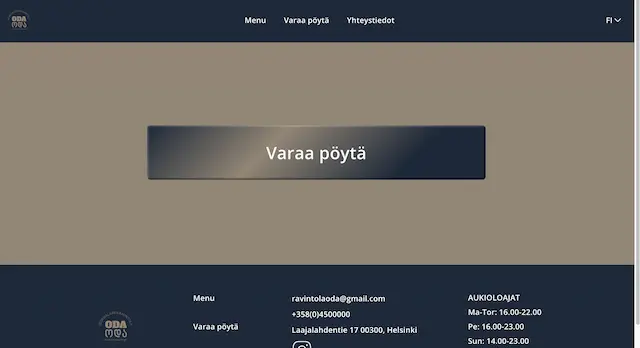 ODA
ოდა
Menu
Varaa pöytä
Yhteystiedot
FI
Varaa pöytä
ODA
ოდა
Menu
Varaa pöytä
ravintolaoda@gmail.com
+358(0)4500000
Laajalahdentie 17 00300, Helsinki
AUKIOLOAJAT
Ma-Tor: 16.00-22.00
Pe: 16.00-23.00
Sun: 14.00-23.00